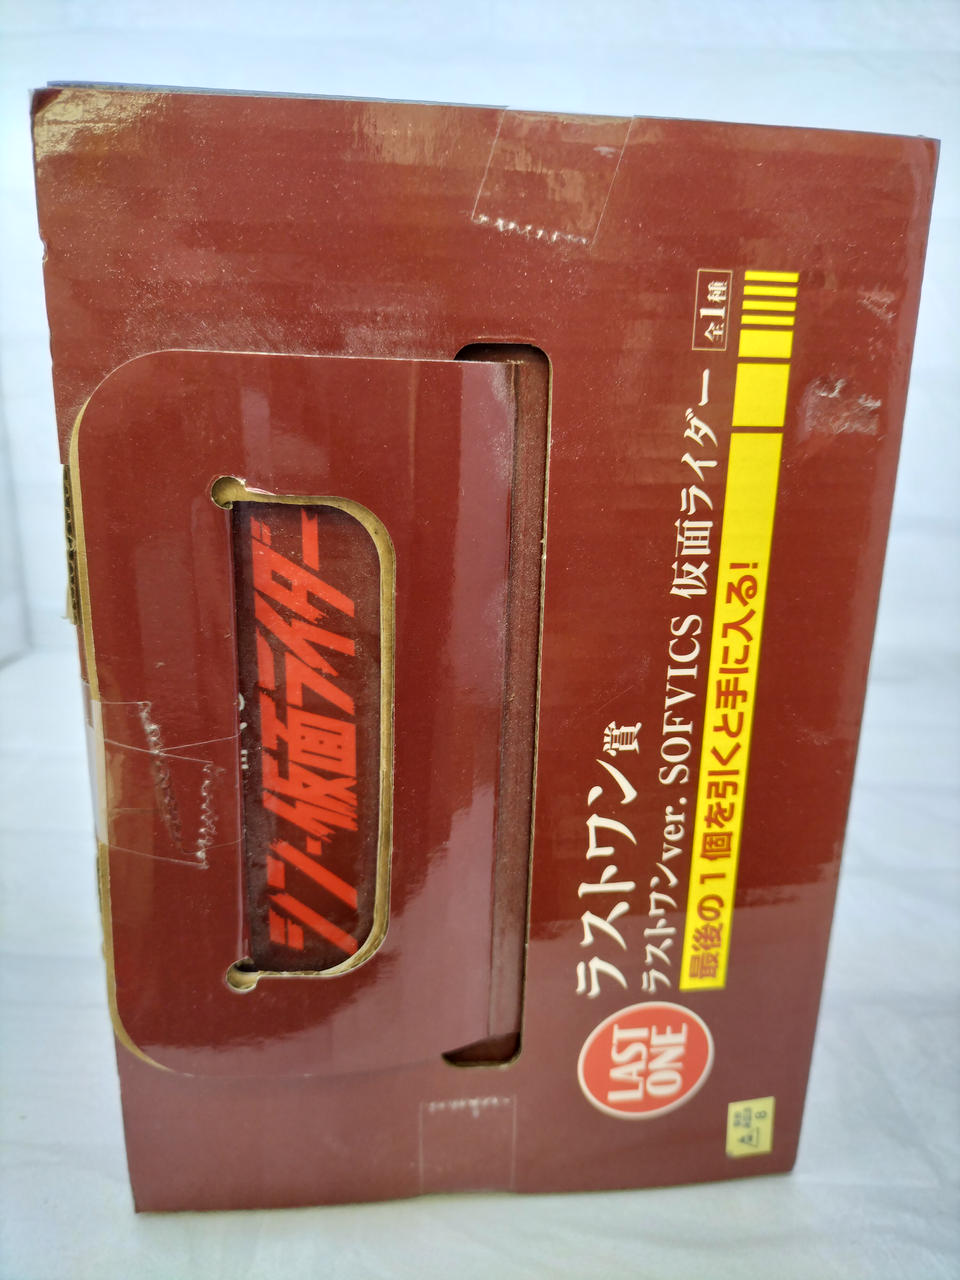 シン・仮面ライダー
ラストワン賞
ラストワンver. SOFVICS 仮面ライダー 全1種
最後の1個を引くと手に入る!
LAST
ONE
8